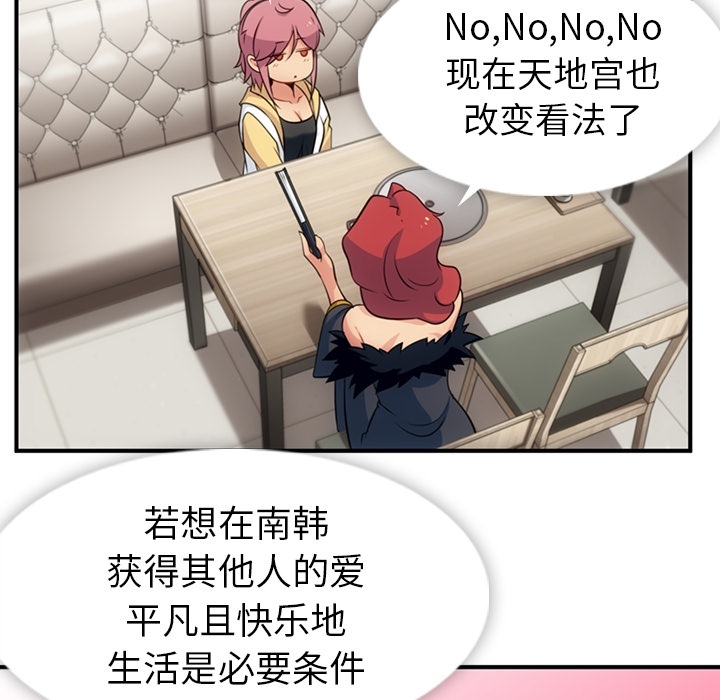 No,No,No,No
现在天地宫也
改变看法了
若想在南韩
获得其他人的爱
平凡且快乐地
生活是必要条件